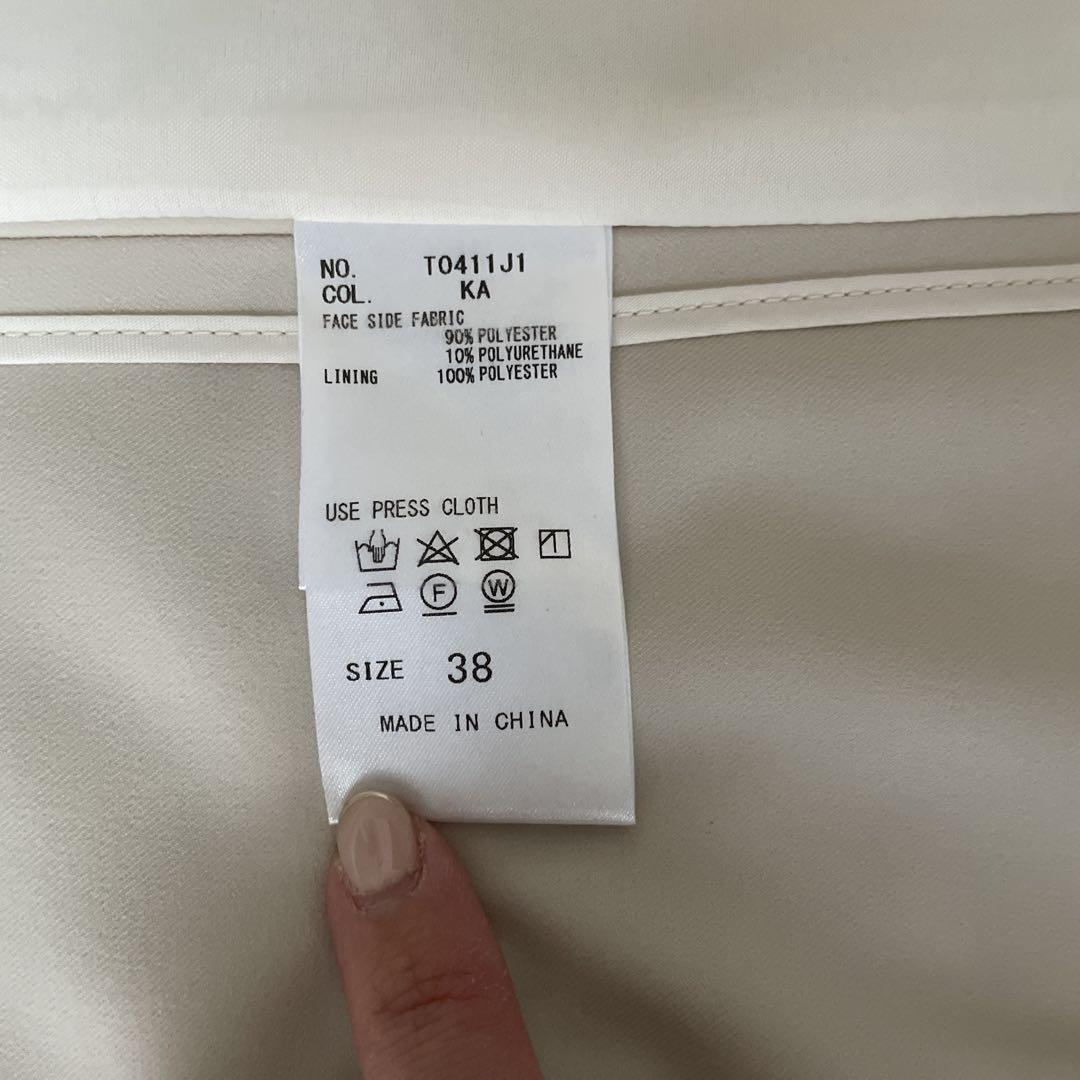 NO. T0411J1
COL. KA
FACE SIDE FABRIC
90% POLYESTER
10% POLYURETHANE
LINING 100% POLYESTER
USE PRESS CLOTH
F W
SIZE 38
MADE IN CHINA